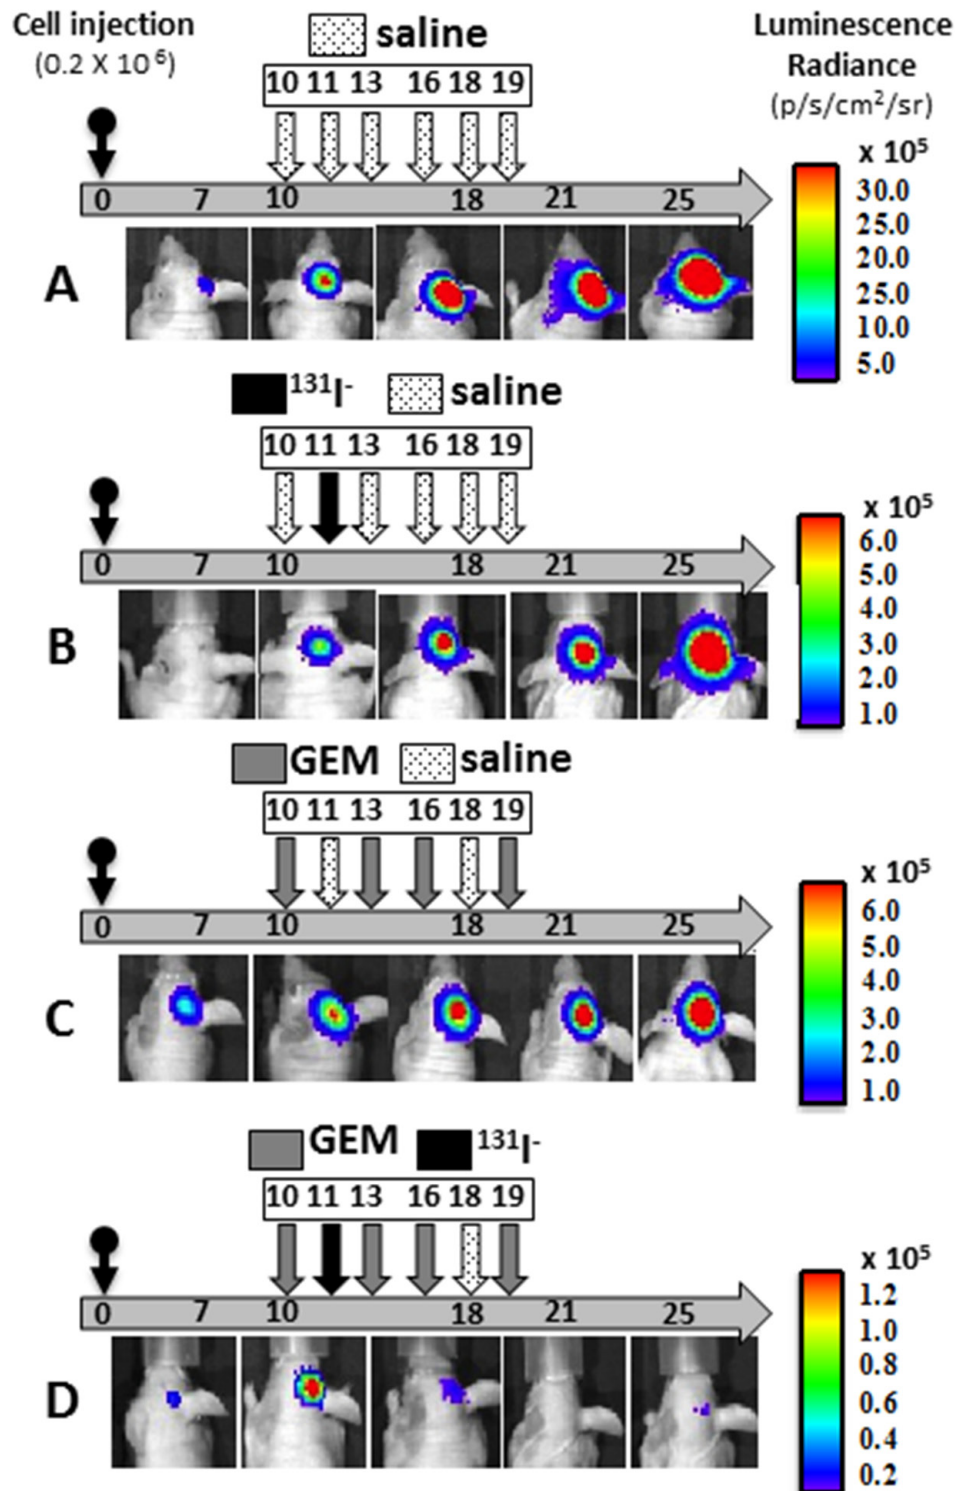 Cell injection
(0.2 X 10⁶)
saline
Luminescence
Radiance
(p/s/cm²/sr)
10 11 13 16 18 19
x 10⁵
0 7 10 18 21 25
30.0
25.0
20.0
25.0
10.0
5.0
A
¹³¹I⁻ saline
10 11 13 16 18 19
x 10⁵
0 7 10 18 21 25
6.0
5.0
4.0
3.0
2.0
1.0
B
GEM saline
10 11 13 16 18 19
x 10⁵
0 7 10 18 21 25
6.0
5.0
4.0
3.0
2.0
1.0
C
GEM ¹³¹I⁻
10 11 13 16 18 19
x 10⁵
0 7 10 18 21 25
1.2
1.0
0.8
0.6
0.4
0.2
D